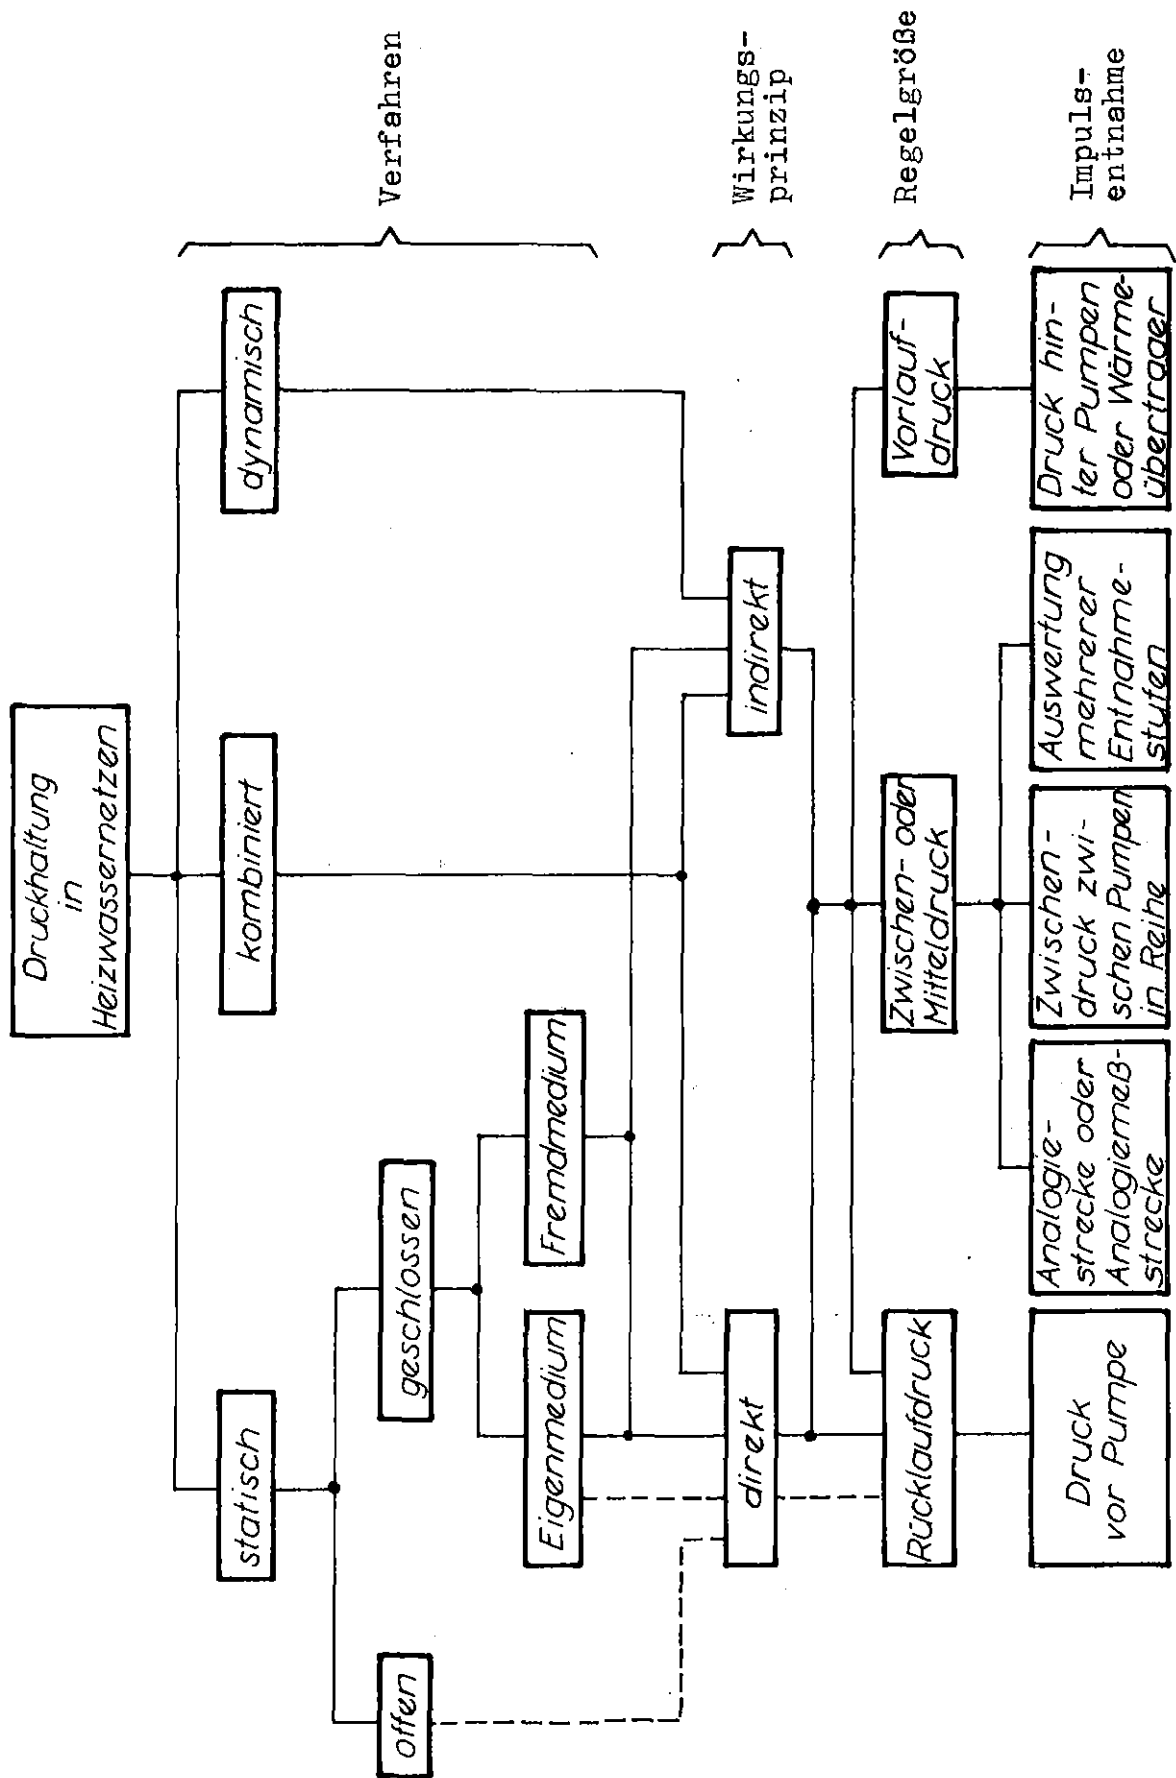 Druckhaltung
in
Heizwassernetzen
statisch
kombiniert
dynamisch
Verfahren
offen
geschlossen
Eigenmedium
Fremdmedium
direkt
indirekt
Wirkungs-
prinzip
Rücklaufdruck
Zwischen- oder
Mitteldruck
Vorlauf-
druck
Regelgröße
Druck
vor Pumpe
Analogie-
strecke oder
Analogiemeß-
strecke
Zwischen-
druck zwi-
schen Pumpen
in Reihe
Auswertung
mehrerer
Entnahme-
stufen
Druck hin-
ter Pumpen
oder Wärme-
übertrager
Impuls-
entnahme